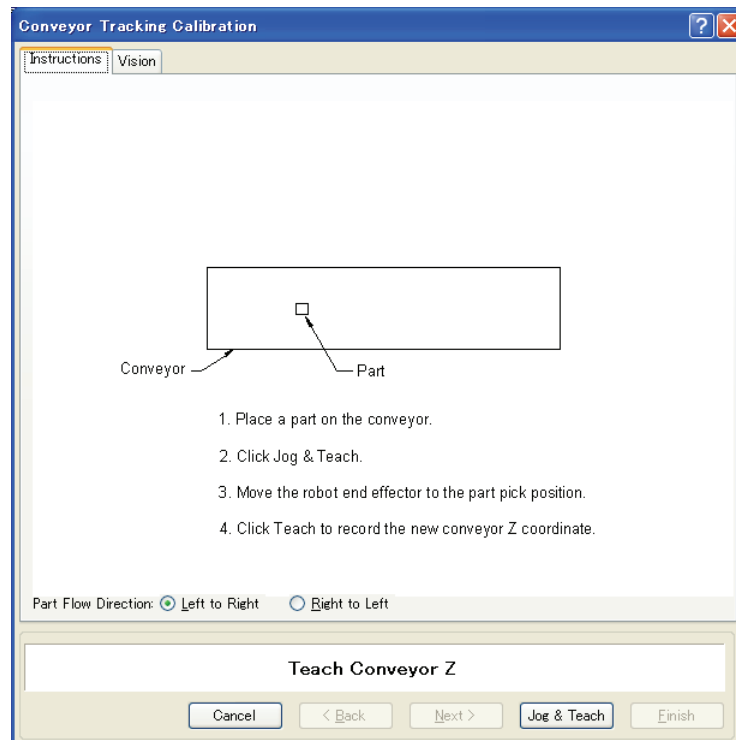 Conveyor Tracking Calibration
Instructions Vision
Conveyor Part
1. Place a part on the conveyor.
2. Click Jog & Teach.
3. Move the robot end effector to the part pick position.
4. Click Teach to record the new conveyor Z coordinate.
Part Flow Direction: Left to Right Right to Left
Teach Conveyor Z
Cancel < Back Next > Jog & Teach Finish